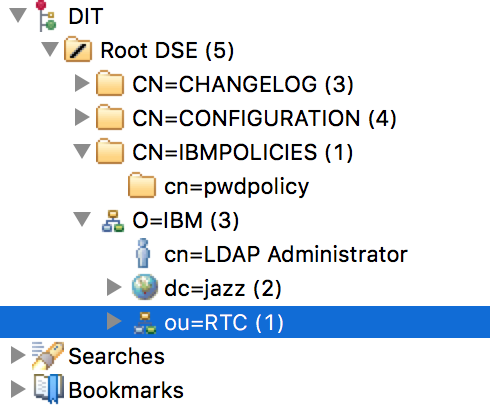 DIT
Root DSE (5)
CN=CHANGELOG (3)
CN=CONFIGURATION (4)
CN=IBMPOLICIES (1)
cn=pwdpolicy
O=IBM (3)
cn=LDAP Administrator
dc=jazz (2)
ou=RTC (1)
Searches
Bookmarks